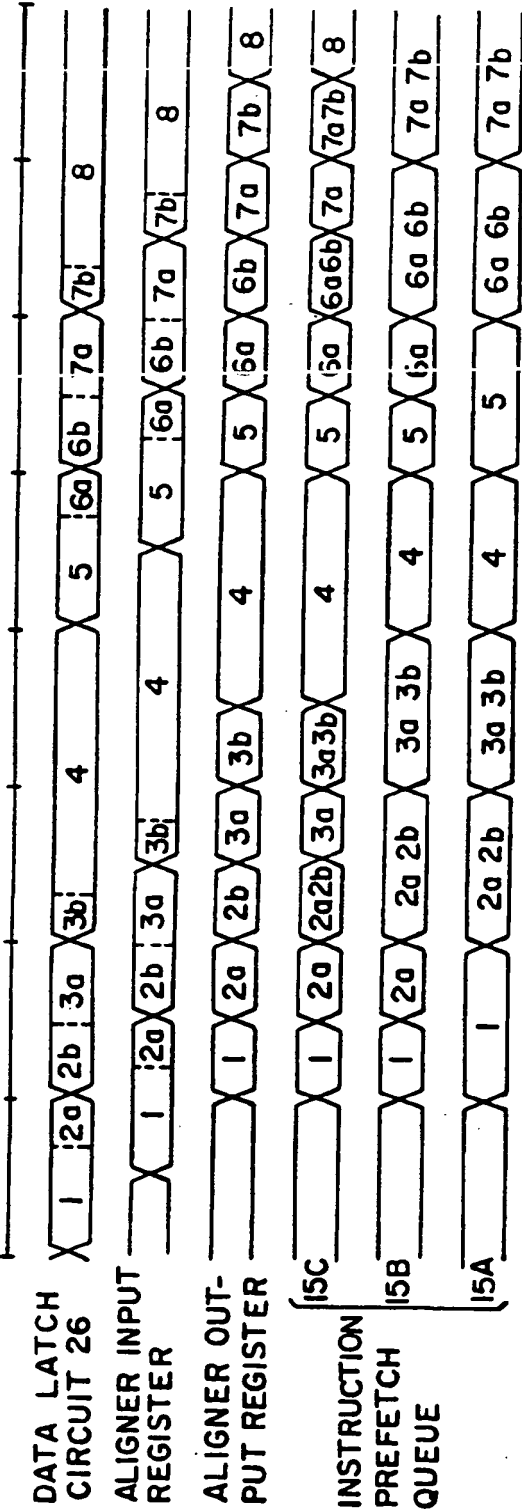 DATA LATCH
CIRCUIT 26
1 2a 2b 3a 3b 4 5 6a 6b 7a 7b 8
ALIGNER INPUT
REGISTER
1 2a 2b 3a 3b 4 5 6a 6b 7a 7b 8
ALIGNER OUT-
PUT REGISTER
1 2a 2b 3a 3b 4 5 6a 6b 7a 7b 8
INSTRUCTION
PREFETCH
QUEUE
15C
1 2a 2a2b 3a 3a3b 4 5 6a 6a6b 7a 7a7b 8
15B
1 2a 2a 2b 3a 3b 4 5 6a 6a 6b 7a 7b
15A
1 2a 2b 3a 3b 4 5 6a 6b 7a 7b